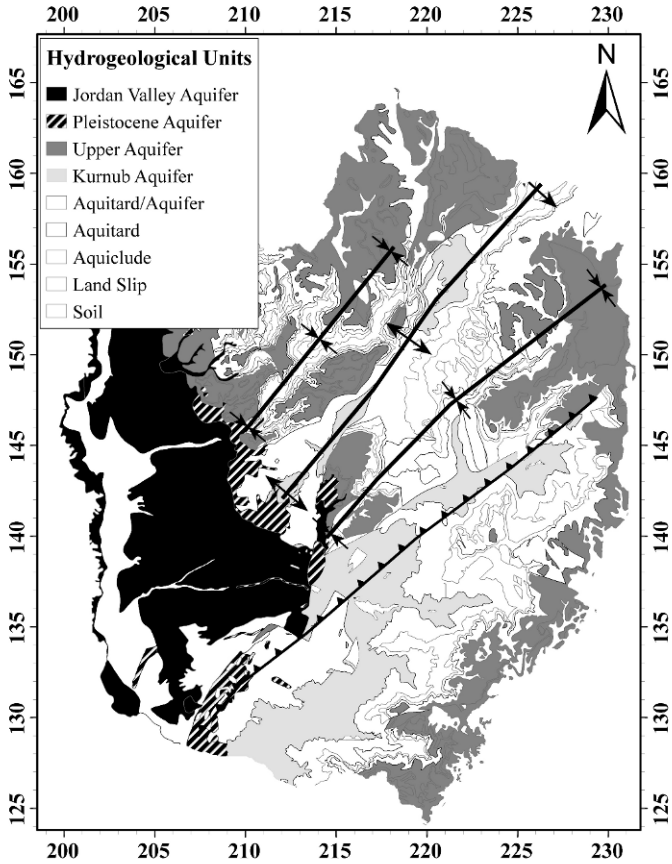 200 205 210 215 220 225 230
Hydrogeological Units
Jordan Valley Aquifer
Pleistocene Aquifer
Upper Aquifer
Kurnub Aquifer
Aquitard/Aquifer
Aquitard
Aquiclude
Land Slip
Soil
N
165 165
160 160
155 155
150 150
145 145
140 140
135 135
130 130
125 125
200 205 210 215 220 225 230